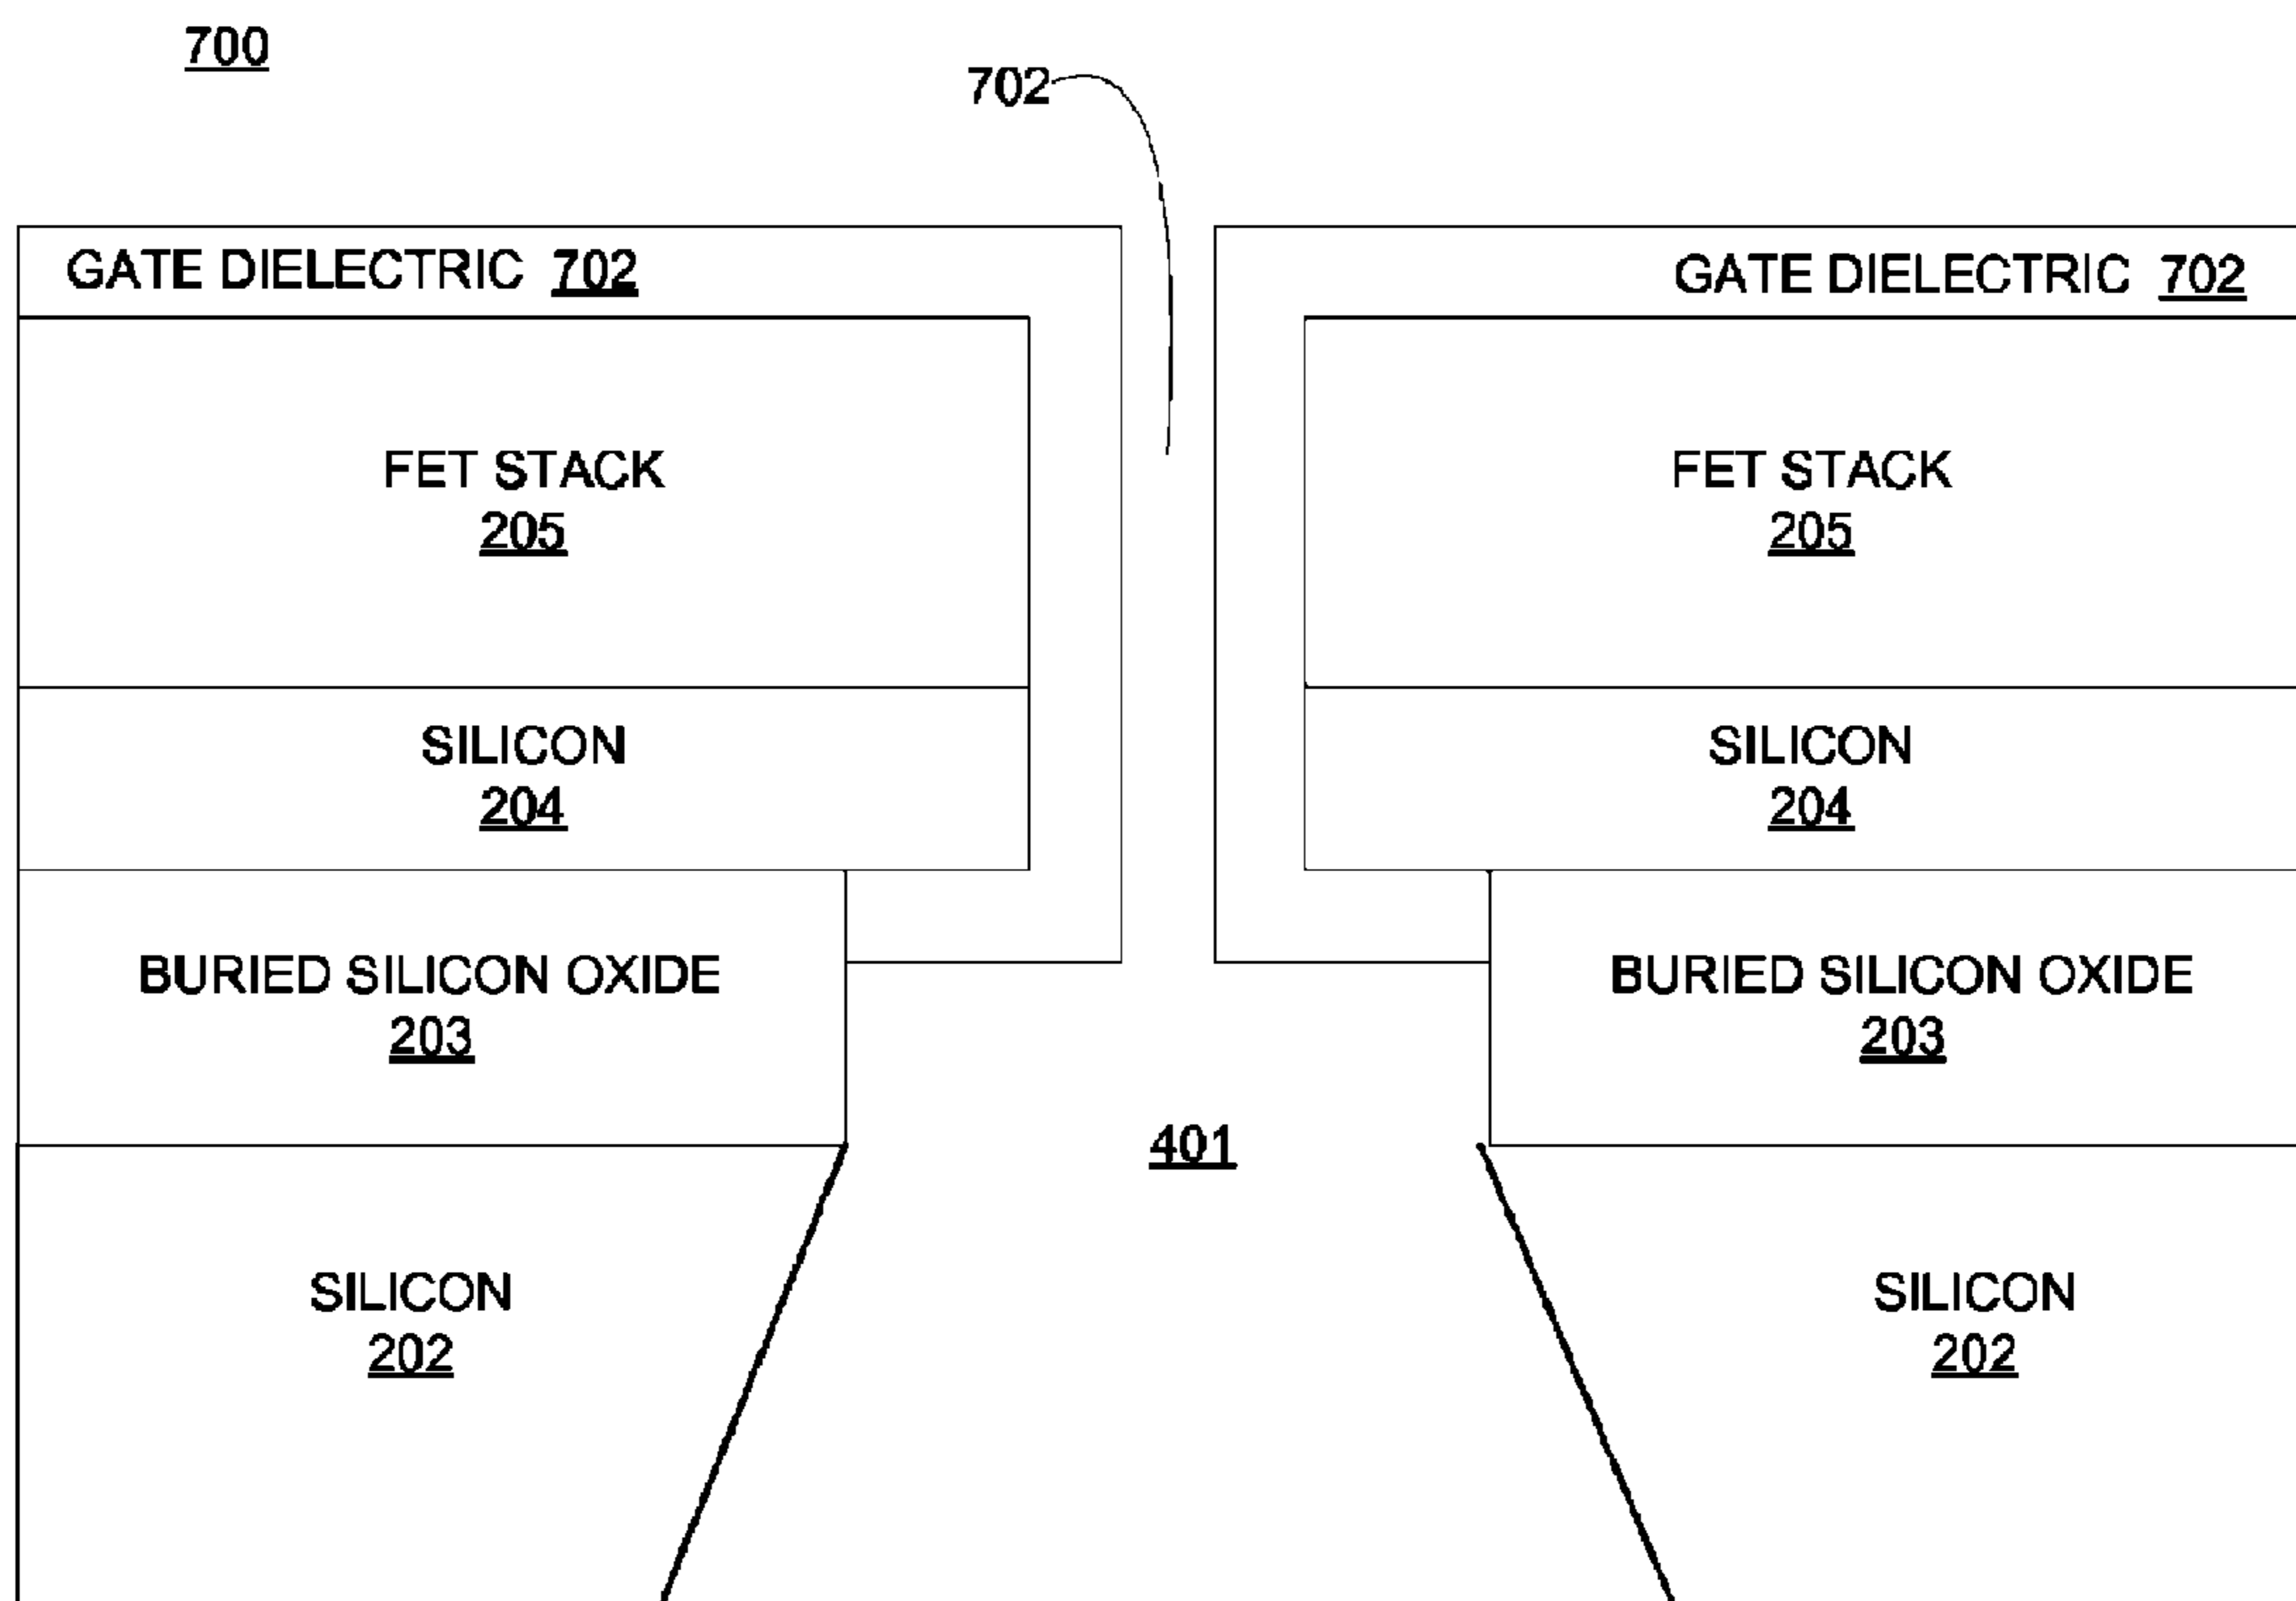 700
702
GATE DIELECTRIC 702
GATE DIELECTRIC 702
FET STACK
205
FET STACK
205
SILICON
204
SILICON
204
BURIED SILICON OXIDE
203
BURIED SILICON OXIDE
203
401
SILICON
202
SILICON
202